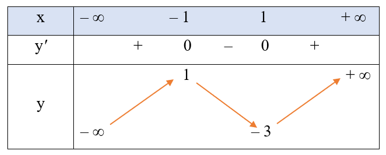 x – ∞ – 1 1 + ∞
y′ + 0 – 0 +
1 + ∞
y
– ∞ – 3